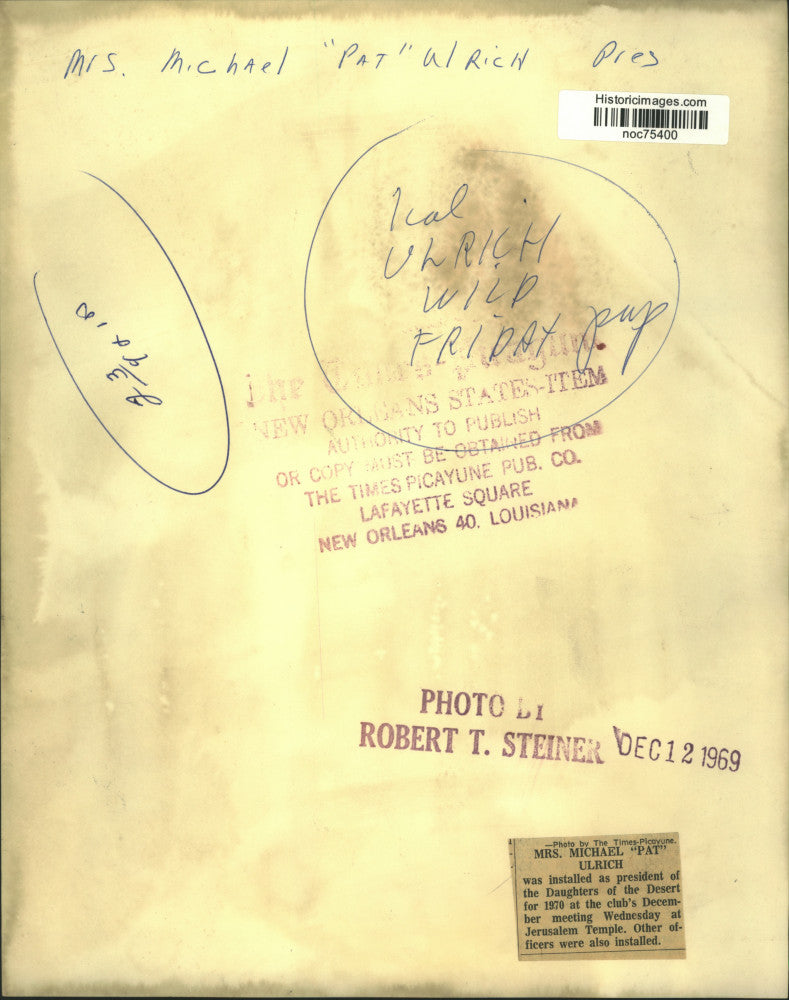 Mrs. Michael "PAT" UlRicH Pres
Historicimages.com
noc75400
1 col
ULRICH
WILD
FRIDAY pup
The Times-Picayune.
NEW ORLEANS STATES-ITEM
AUTHORITY TO PUBLISH
OR COPY MUST BE OBTAINED FROM
THE TIMES PICAYUNE PUB. CO.
LAFAYETTE SQUARE
NEW ORLEANS 40, LOUISIANA
PHOTO BY
ROBERT T. STEINER DEC 12 1969
—Photo by The Times-Picayune.
MRS. MICHAEL "PAT"
ULRICH
was installed as president of
the Daughters of the Desert
for 1970 at the club's Decem-
ber meeting Wednesday at
Jerusalem Temple. Other of-
ficers were also installed.